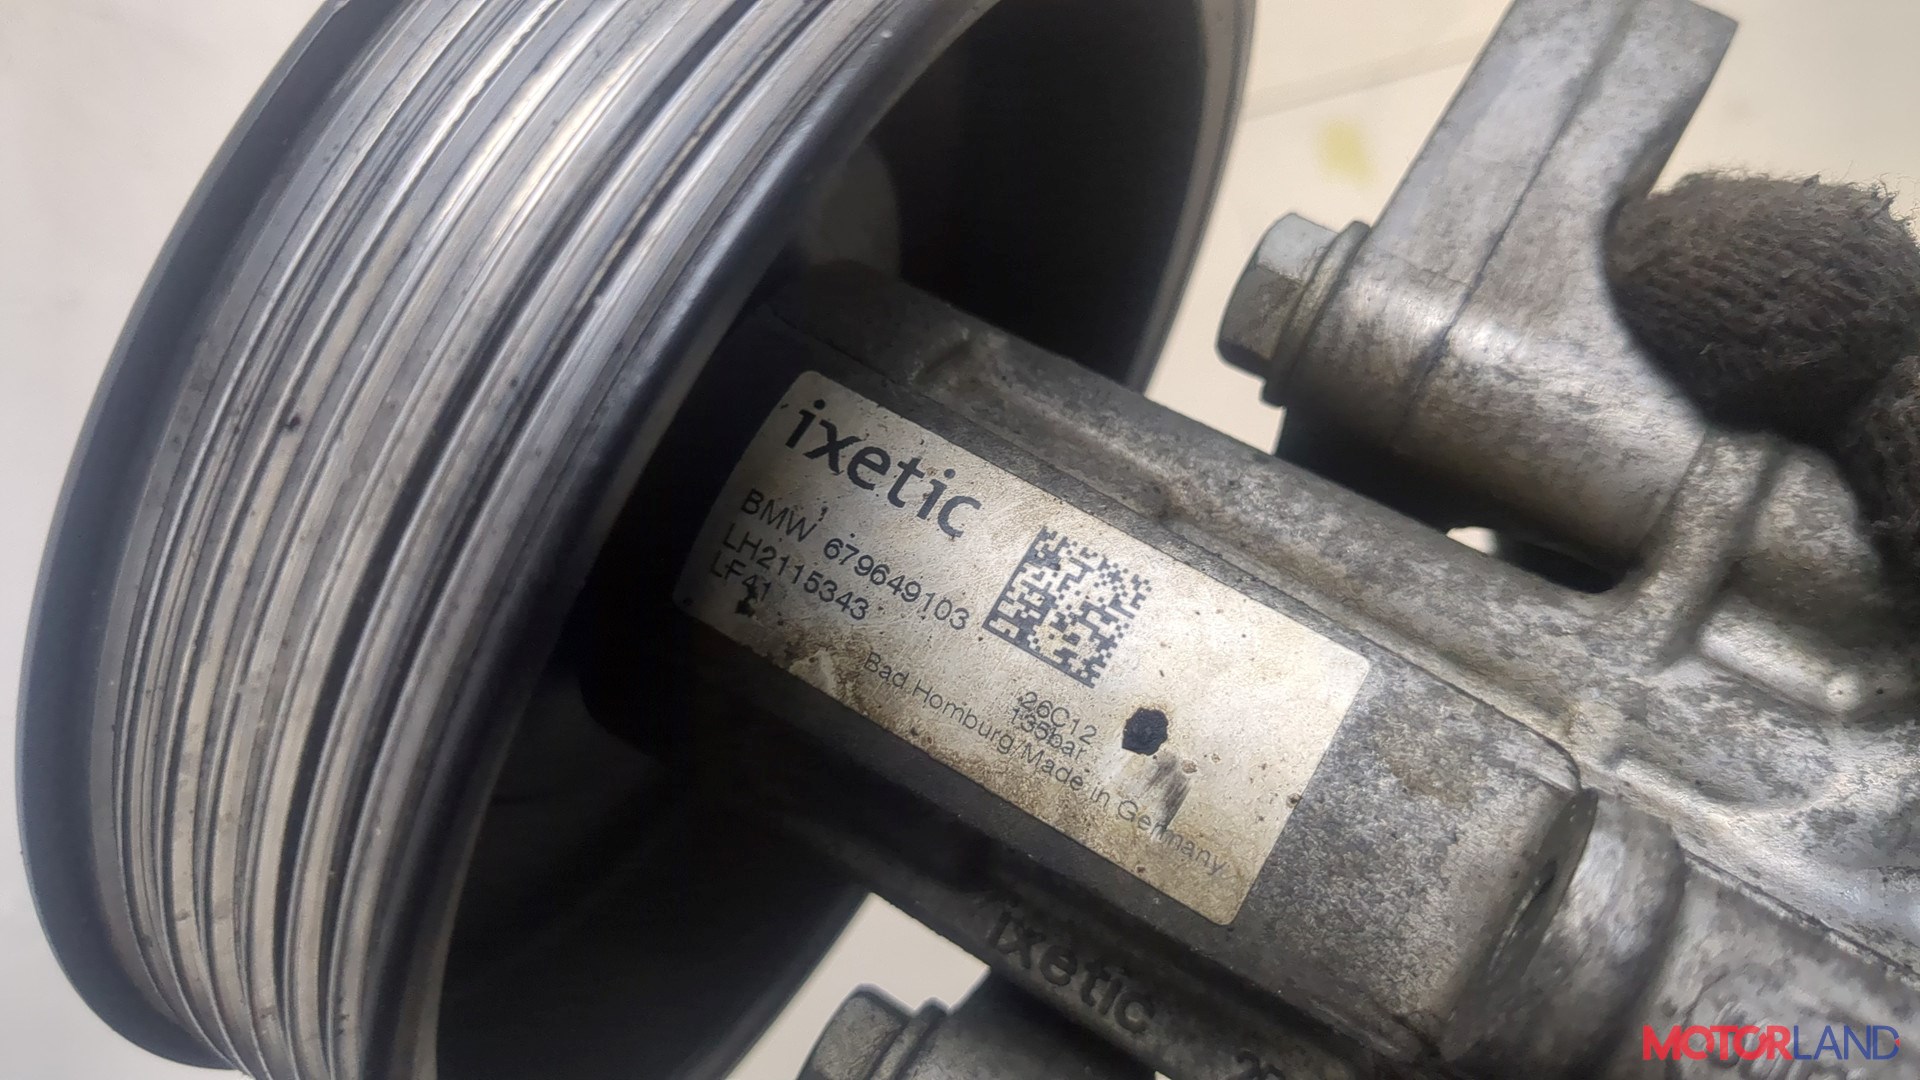 ixetic
BMW 679649103
LH2115343
LF41
26C12
135bar
Bad Homburg/Made in Germany
ixetic
MOTORLAND